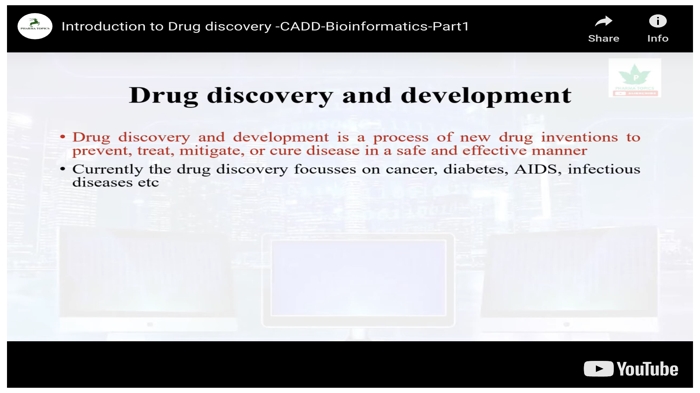 Introduction to Drug discovery -CADD-Bioinformatics-Part1
Share
Info
Drug discovery and development
• Drug discovery and development is a process of new drug inventions to
prevent, treat, mitigate, or cure disease in a safe and effective manner
• Currently the drug discovery focusses on cancer, diabetes, AIDS, infectious
diseases etc
YouTube